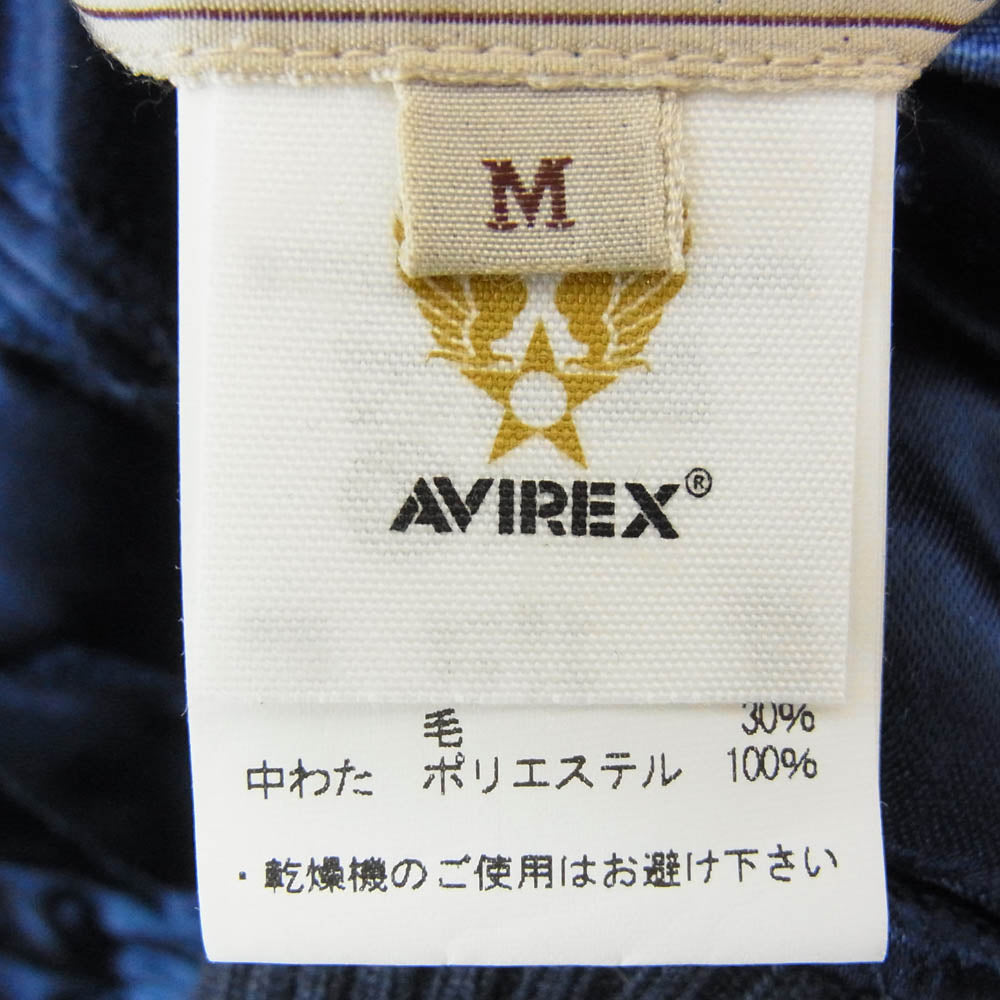 M
AVIREX®
毛 30%
中わた ポリエステル 100%
・乾燥機のご使用はお避け下さい